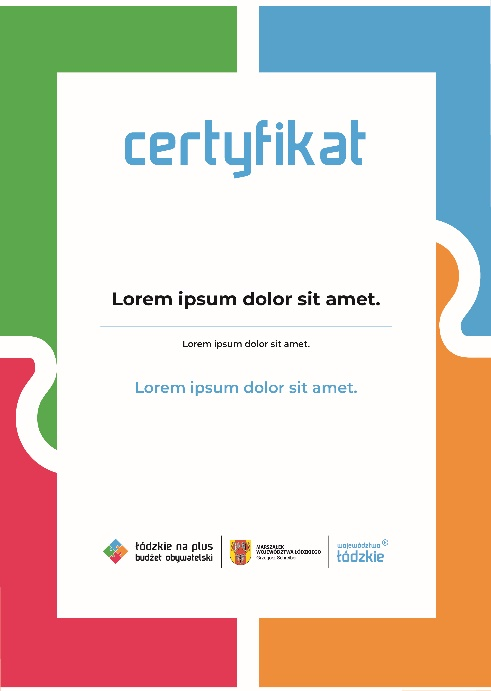 certyfikat
Lorem ipsum dolor sit amet.
Lorem ipsum dolor sit amet.
Lorem ipsum dolor sit amet.
łódzkie na plus
budżet obywatelski
MARSZAŁEK
WOJEWÓDZTWA ŁÓDZKIEGO
Grzegorz
województwo
łódzkie